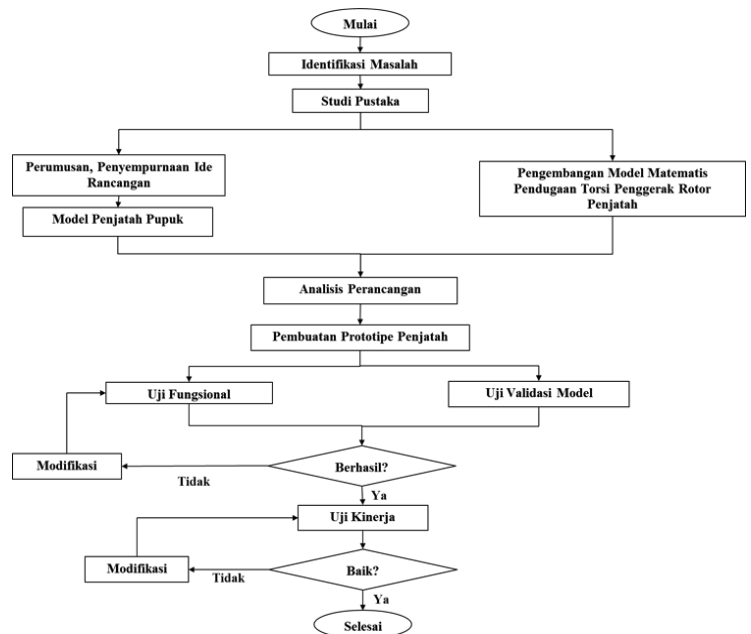 Mulai
Identifikasi Masalah
Studi Pustaka
Perumusan, Penyempurnaan Ide
Rancangan
Pengembangan Model Matematis
Pendugaan Torsi Penggerak Rotor
Penjatah
Model Penjatah Pupuk
Analisis Perancangan
Pembuatan Prototipe Penjatah
Uji Fungsional
Uji Validasi Model
Modifikasi
Tidak
Berhasil?
Ya
Uji Kinerja
Modifikasi
Tidak
Baik?
Ya
Selesai